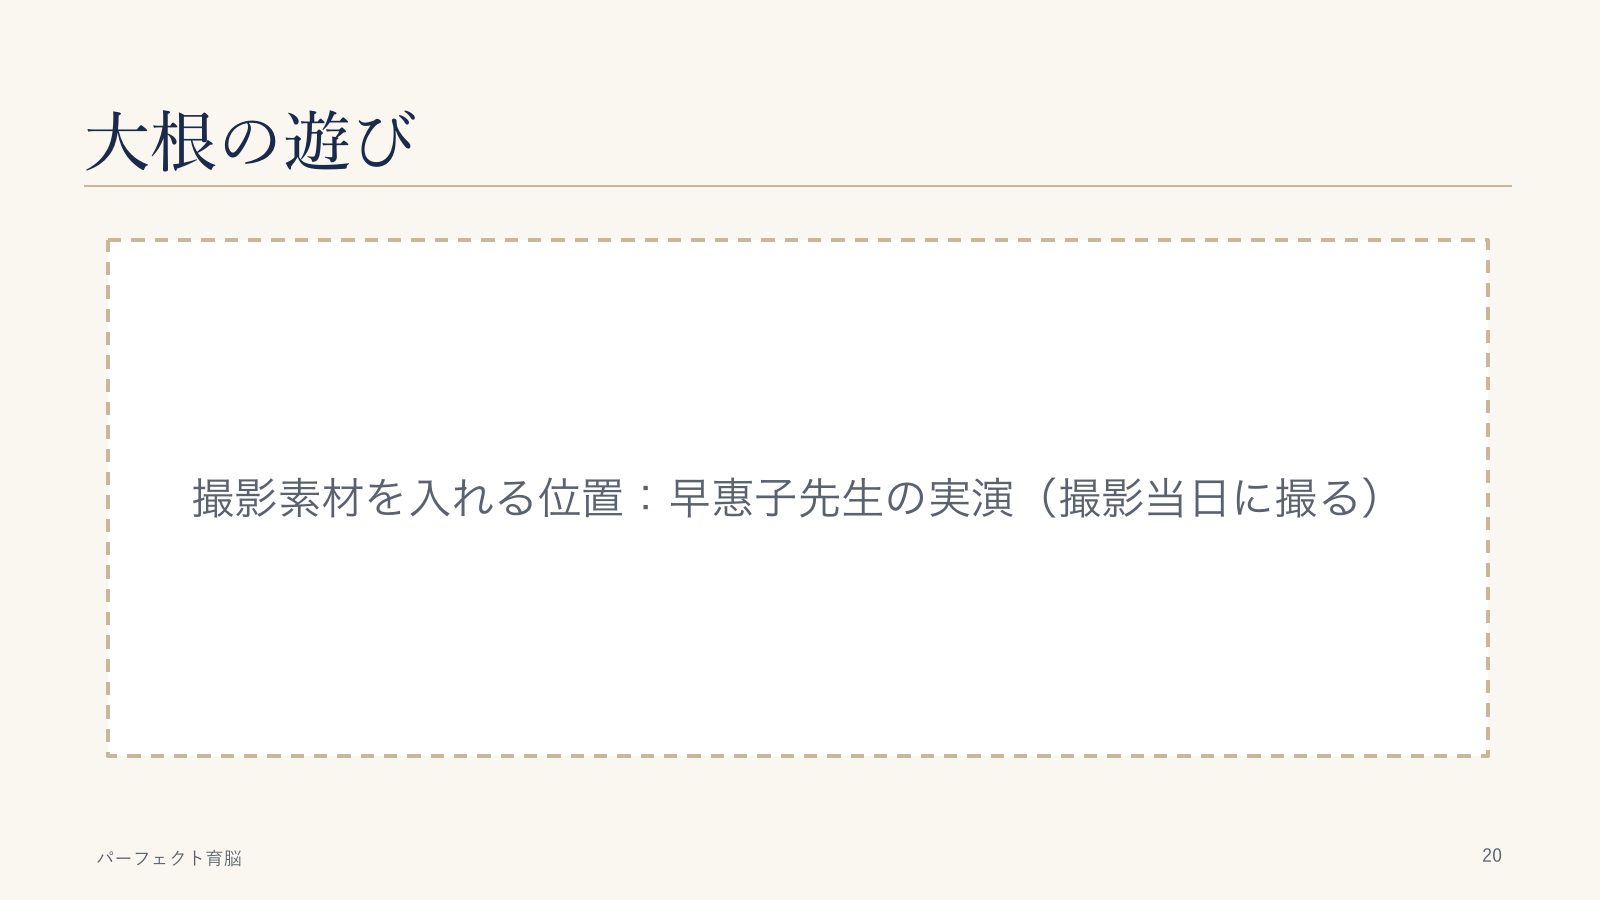 大根の遊び
撮影素材を入れる位置：早惠子先生の実演（撮影当日に撮る）
パーフェクト育脳
20